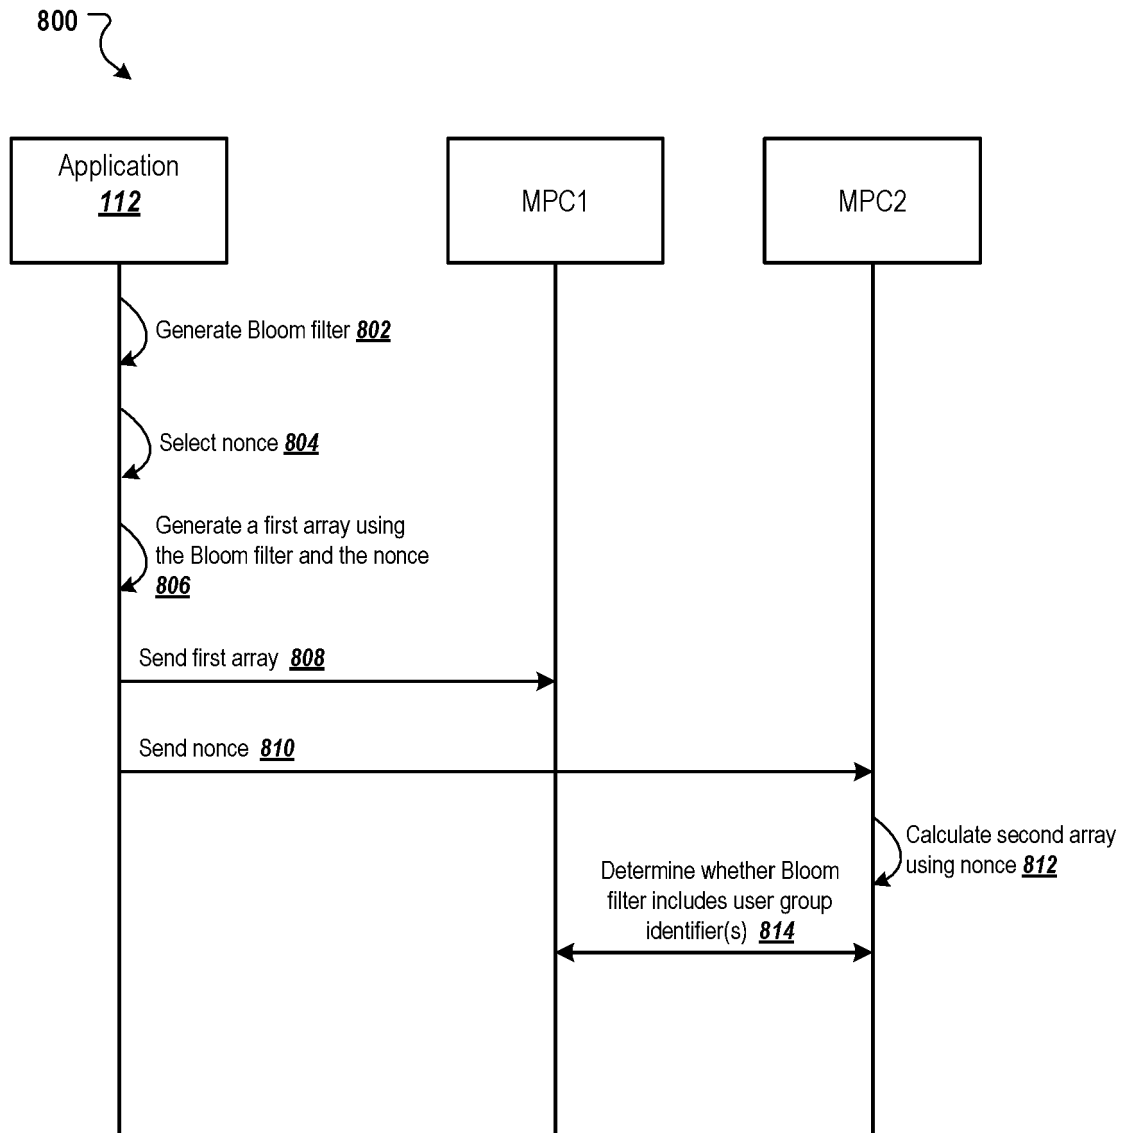 800
Application
112
MPC1
MPC2
Generate Bloom filter 802
Select nonce 804
Generate a first array using
the Bloom filter and the nonce
806
Send first array 808
Send nonce 810
Calculate second array
using nonce 812
Determine whether Bloom
filter includes user group
identifier(s) 814